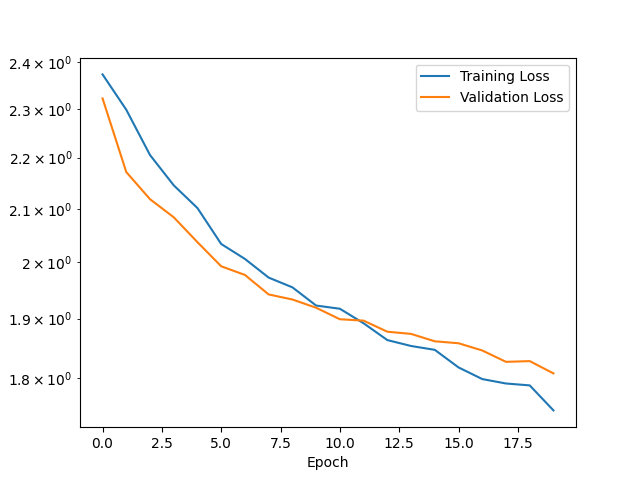 2.4 × 10⁰
2.3 × 10⁰
2.2 × 10⁰
2.1 × 10⁰
2 × 10⁰
1.9 × 10⁰
1.8 × 10⁰
Training Loss
Validation Loss
0.0 2.5 5.0 7.5 10.0 12.5 15.0 17.5
Epoch